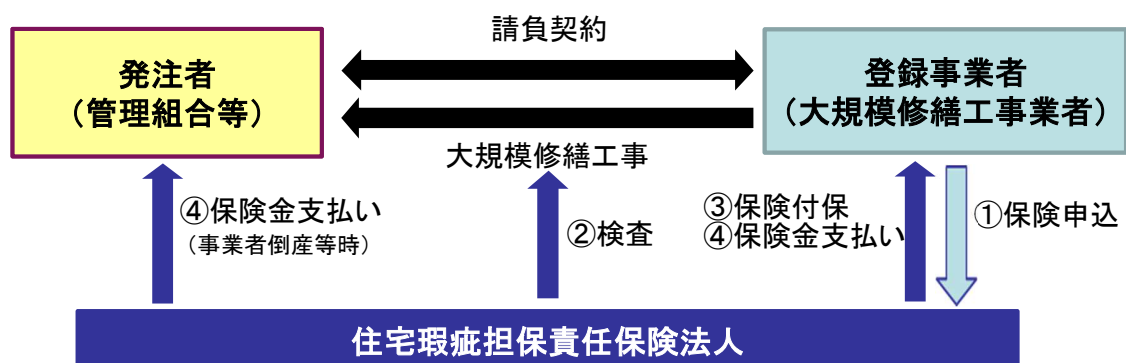 請負契約
発注者
(管理組合等)
登録事業者
(大規模修繕工事業者)
大規模修繕工事
④保険金支払い
(事業者倒産等時)
②検査
③保険付保
④保険金支払い
①保険申込
住宅瑕疵担保責任保険法人